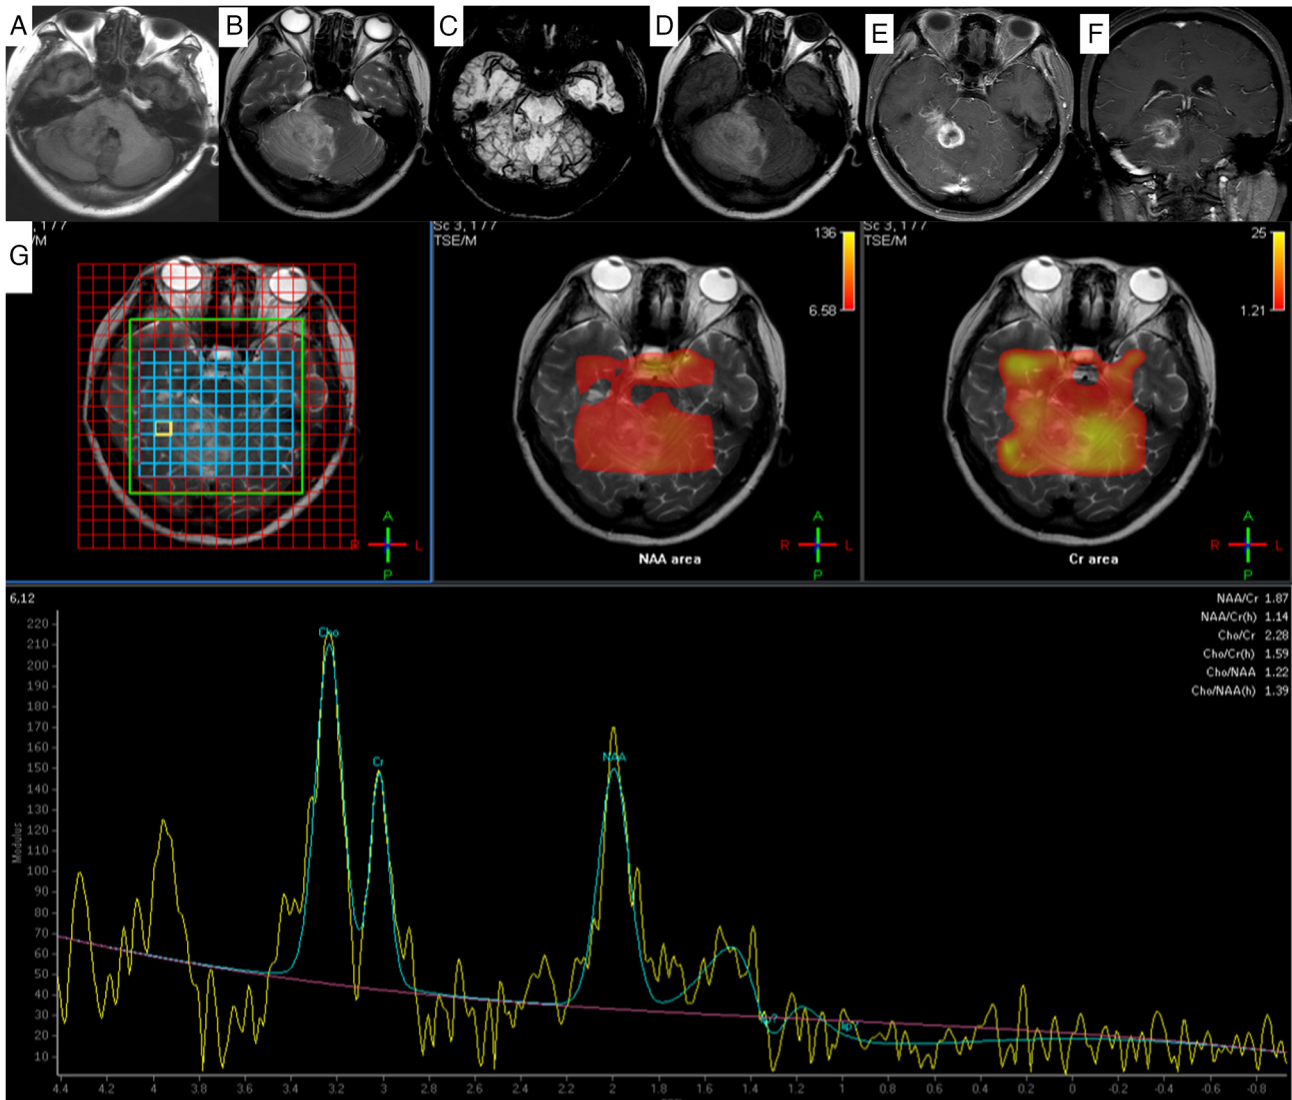 A
B
C
D
E
F
G
, 177
/M
Sc 3, 177
TSE/M
136
6.58
Sc 3, 177
TSE/M
25
1.21
A
R L
P
A
R L
P
NAA area
A
R L
P
Cr area
6,12
NAA/Cr 1.87
NAA/Cr(h) 1.14
Cho/Cr 2.28
Cho/Cr(h) 1.59
Cho/NAA 1.22
Cho/NAA(h) 1.39
220
210
200
190
180
170
160
150
140
130
120
110
100
90
80
70
60
50
40
30
20
10
Modulus
Cho
Cr
NAA
lip?
4.4 4.2 4 3.8 3.6 3.4 3.2 3 2.8 2.6 2.4 2.2 2 1.8 1.6 1.4 1.2 1 0.8 0.6 0.4 0.2 0 -0.2 -0.4 -0.6 -0.8